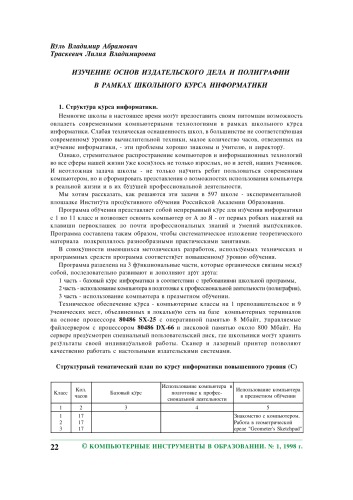 Вуль Владимир Абрамович
Траскевич Лилия Владимировна
ИЗУЧЕНИЕ ОСНОВ ИЗДАТЕЛЬСКОГО ДЕЛА И ПОЛИГРАФИИ
В РАМКАХ ШКОЛЬНОГО КУРСА ИНФОРМАТИКИ
1. Структура курса информатики.
Немногие школы в настоящее время могут предоставить своим питомцам возможность
овладеть современными компьютерными технологиями в рамках школьного курса
информатики. Слабая техническая оснащенность школ, в большинстве не соответствующая
современному уровню вычислительной техники, малое количество часов, отведенных на
изучение информатики, - эти проблемы хорошо знакомы и учителю, и директору.
Однако, стремительное распространение компьютеров и информационных технологий
во все сферы нашей жизни уже коснулось не только взрослых, но и детей, наших учеников.
И неотложная задача школы - не только научить ребят пользоваться современным
компьютером, но и сформировать представления о возможностях использования компьютера
в реальной жизни и в их будущей профессиональной деятельности.
Мы хотим рассказать, как решаются эти задачи в 597 школе - экспериментальной
площадке Института продуктивного обучения Российской Академии Образования.
Программа обучения представляет собой непрерывный курс для изучения информатики
с 1 по 11 класс и позволяет освоить компьютер от А до Я - от первых робких нажатий на
клавиши первоклашек до почти профессиональных знаний и умений выпускников.
Программа составлена таким образом, чтобы систематическое изложение теоретического
материала подкреплялось разнообразными практическими занятиями.
В совокупности имеющихся методических разработок, используемых технических и
программных средств программа соответствует повышенному уровню обучения.
Программа разделена на 3 функциональные части, которые органически связаны между
собой, последовательно развивают и дополняют друг друга:
1 часть - базовый курс информатики в соответствии с требованиями школьной программы,
2 часть - использование компьютера в подготовке к профессиональной деятельности (полиграфия),
3 часть - использование компьютера в предметном обучении.
Техническое обеспечение курса - компьютерные классы на 1 преподавательское и 9
ученических мест, объединенных в локальную сеть на базе компьютерных терминалов
на основе процессора 80486 SX-25 с оперативной памятью 8 Мбайт, управляемые
файлсервером с процессором 80486 DX-66 и дисковой памятью около 800 Мбайт. На
сервере предусмотрен специальный пользовательский диск, где школьники могут хранить
результаты своей индивидуальной работы. Сканер и лазерный принтер позволяют
качественно работать с настольными издательскими системами.
Структурный тематический план по курсу информатики повышенного уровня (С)
Класс
Кол. часов
Базовый курс
Использование компьютера в подготовке к профессиональной деятельности
Использование компьютера в предметном обучении
1 2 3 4 5
1 17 Знакомство с компьютером.
2 17 Работа в геометрической
3 17 среде "Geometer's Sketchpad"
22 © КОМПЬЮТЕРНЫЕ ИНСТРУМЕНТЫ В ОБРАЗОВАНИИ. № 1, 1998 г.